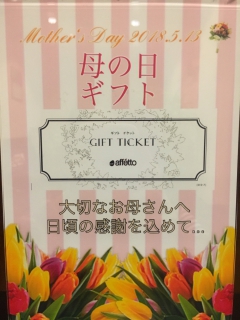 Mother's Day 2018.5.13
母の日
ギフト
ギフト チケット
GIFT TICKET
affétto
大切なお母さんへ
日頃の感謝を込めて…